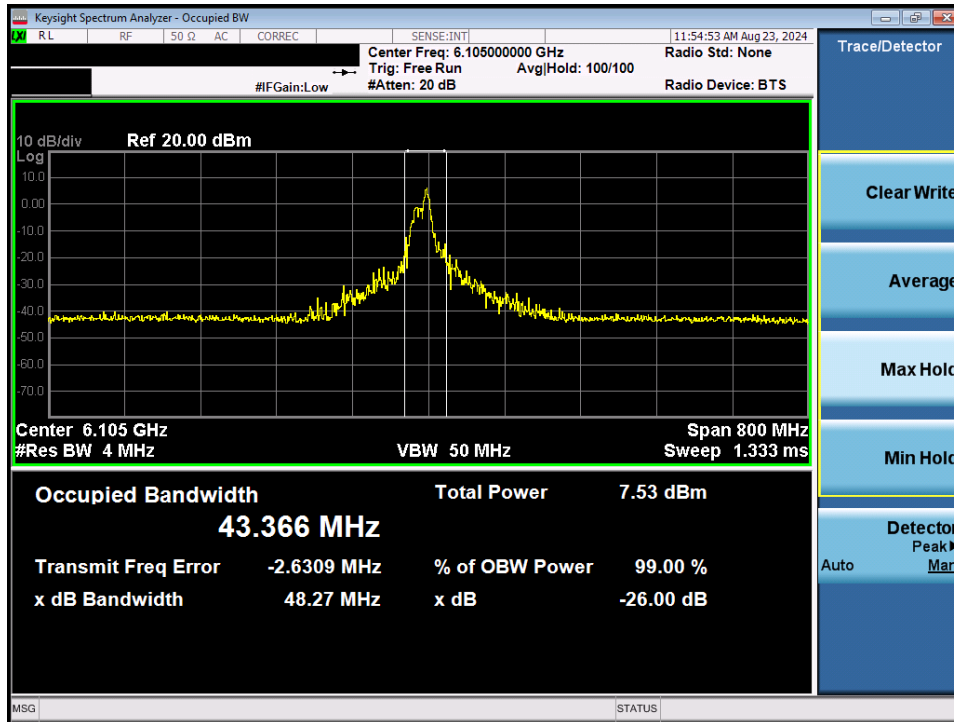 Keysight Spectrum Analyzer - Occupied BW
LXI RL RF 50 Ω AC CORREC SENSE:INT 11:54:53 AM Aug 23, 2024
Center Freq: 6.105000000 GHz Radio Std: None
Trig: Free Run Avg|Hold: 100/100
#IFGain:Low #Atten: 20 dB Radio Device: BTS
Trace/Detector
10 dB/div Ref 20.00 dBm
Log
10.0
0.00
-10.0
-20.0
-30.0
-40.0
-50.0
-60.0
-70.0
Center 6.105 GHz Span 800 MHz
#Res BW 4 MHz VBW 50 MHz Sweep 1.333 ms
Occupied Bandwidth Total Power 7.53 dBm
43.366 MHz
Transmit Freq Error -2.6309 MHz % of OBW Power 99.00 %
x dB Bandwidth 48.27 MHz x dB -26.00 dB
Clear Write
Average
Max Hold
Min Hold
Detector
Peak
Auto Man
MSG STATUS